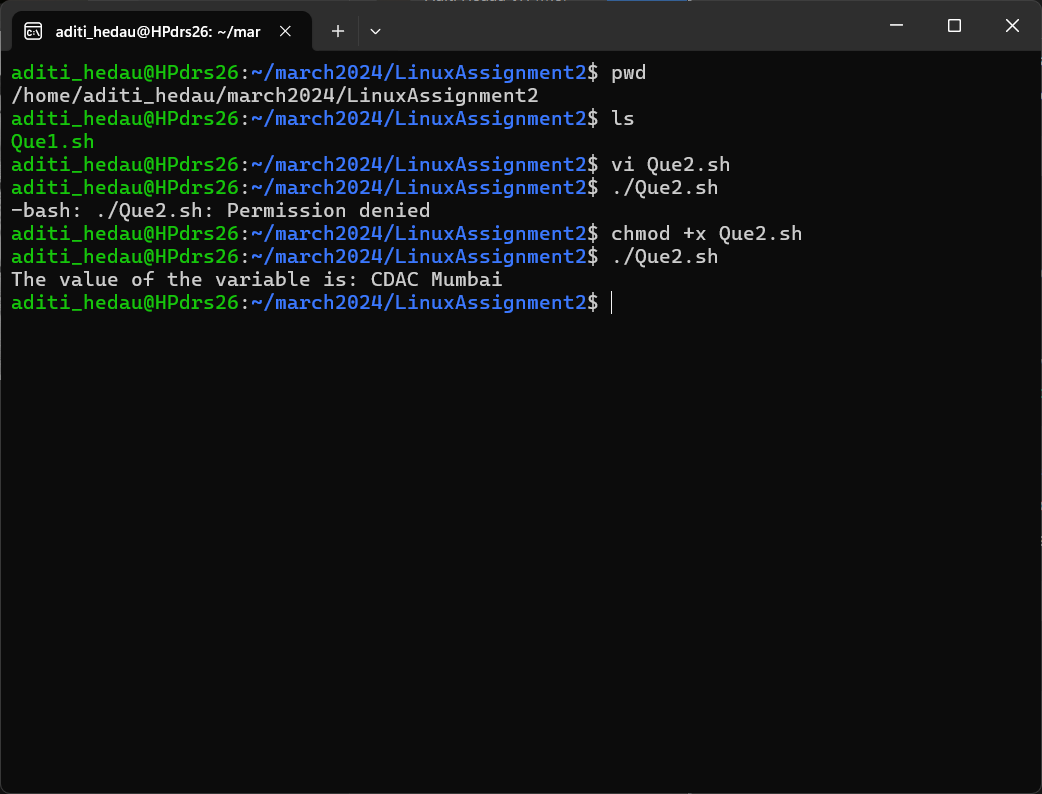 aditi_hedau@HPdrs26: ~/mar
aditi_hedau@HPdrs26:~/march2024/LinuxAssignment2$ pwd
/home/aditi_hedau/march2024/LinuxAssignment2
aditi_hedau@HPdrs26:~/march2024/LinuxAssignment2$ ls
Que1.sh
aditi_hedau@HPdrs26:~/march2024/LinuxAssignment2$ vi Que2.sh
aditi_hedau@HPdrs26:~/march2024/LinuxAssignment2$ ./Que2.sh
-bash: ./Que2.sh: Permission denied
aditi_hedau@HPdrs26:~/march2024/LinuxAssignment2$ chmod +x Que2.sh
aditi_hedau@HPdrs26:~/march2024/LinuxAssignment2$ ./Que2.sh
The value of the variable is: CDAC Mumbai
aditi_hedau@HPdrs26:~/march2024/LinuxAssignment2$